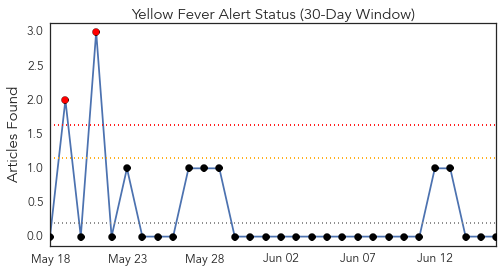 Yellow Fever Alert Status (30-Day Window)
Articles Found
3.0
2.5
2.0
1.5
1.0
0.5
0.0
May 18 May 23 May 28 Jun 02 Jun 07 Jun 12